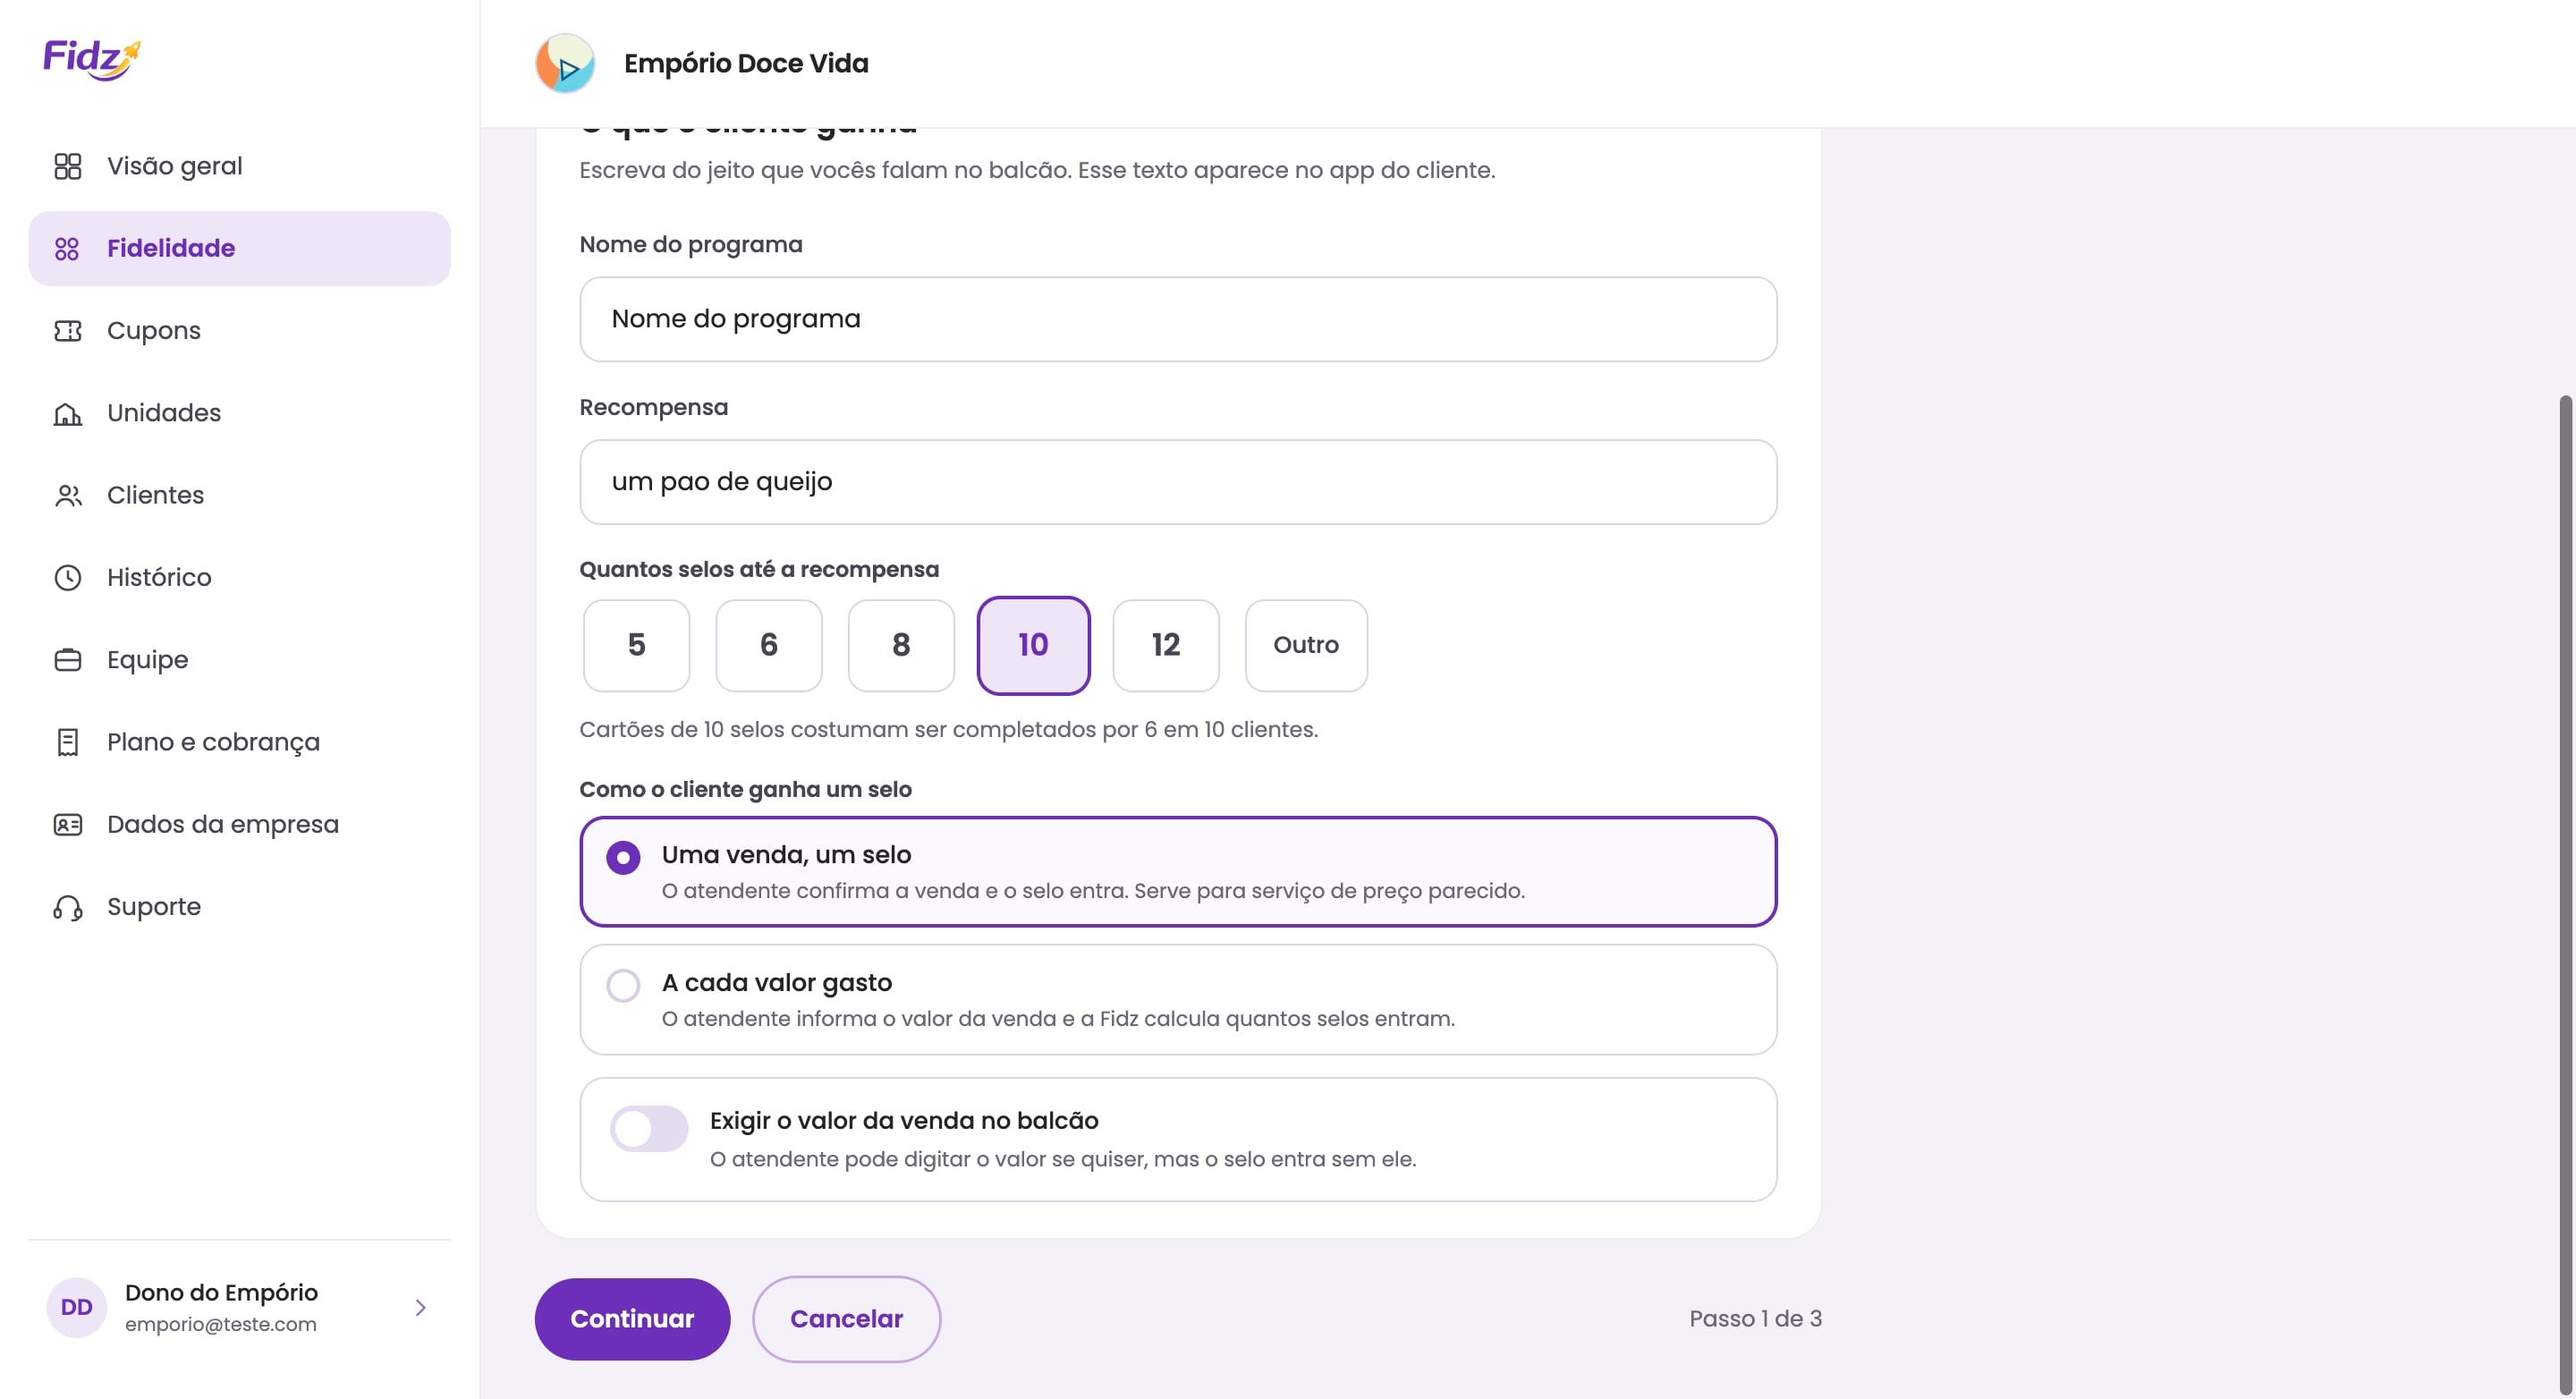 Fidz
Visão geral
Fidelidade
Cupons
Unidades
Clientes
Histórico
Equipe
Plano e cobrança
Dados da empresa
Suporte
DD
Dono do Empório
emporio@teste.com
Empório Doce Vida
O que o cliente ganha
Escreva do jeito que vocês falam no balcão. Esse texto aparece no app do cliente.
Nome do programa
Nome do programa
Recompensa
um pao de queijo
Quantos selos até a recompensa
5 6 8 10 12 Outro
Cartões de 10 selos costumam ser completados por 6 em 10 clientes.
Como o cliente ganha um selo
Uma venda, um selo
O atendente confirma a venda e o selo entra. Serve para serviço de preço parecido.
A cada valor gasto
O atendente informa o valor da venda e a Fidz calcula quantos selos entram.
Exigir o valor da venda no balcão
O atendente pode digitar o valor se quiser, mas o selo entra sem ele.
Continuar Cancelar Passo 1 de 3